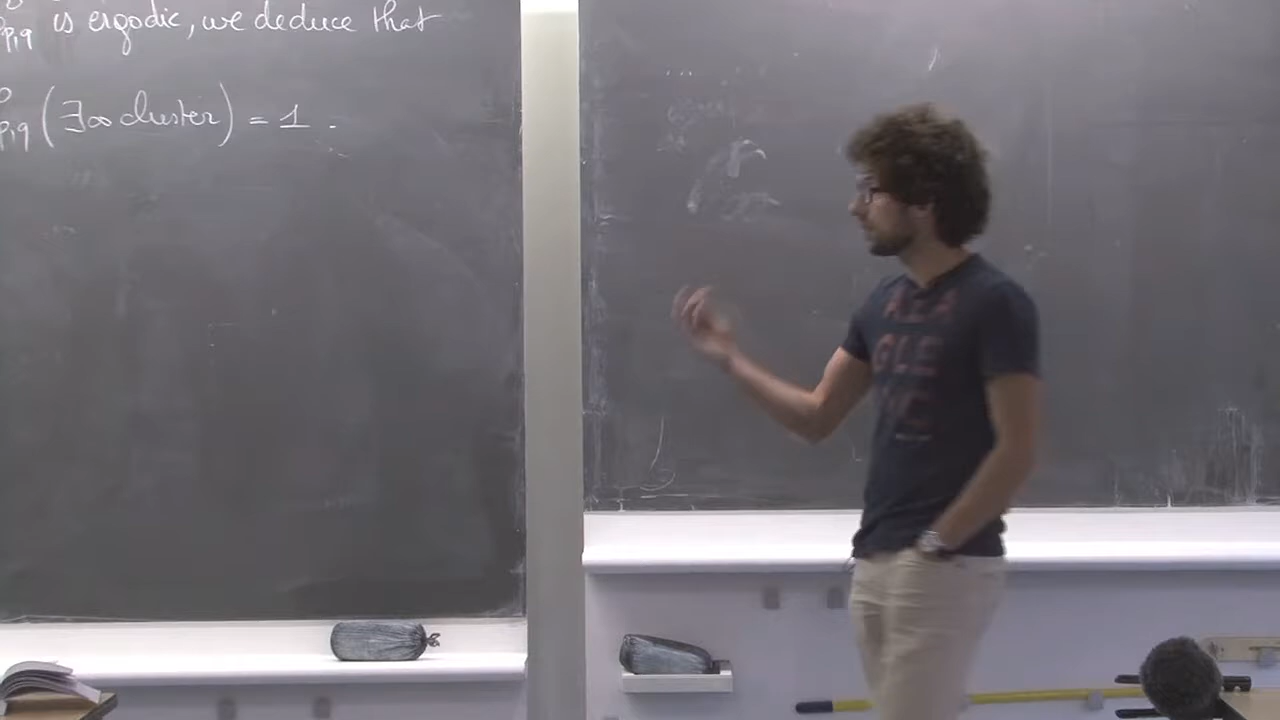 p,q is ergodic, we deduce that
p,q (∃∞ cluster) = 1.